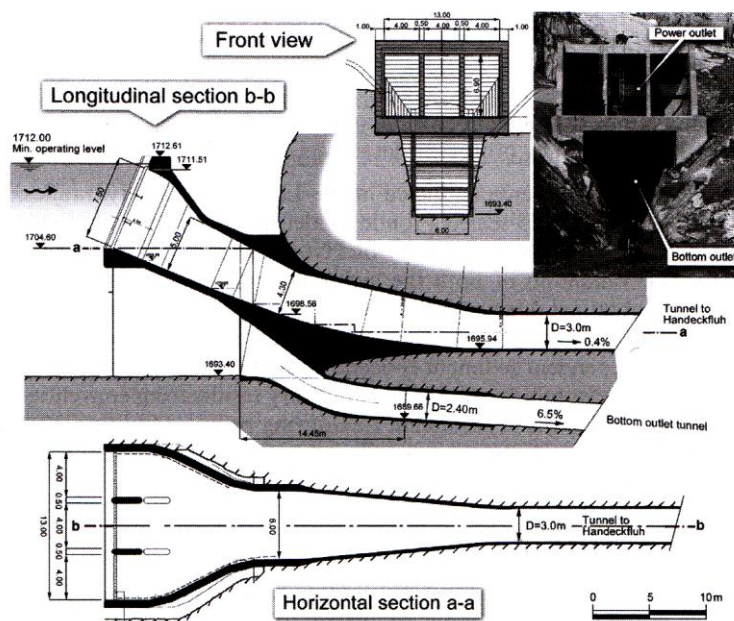 13.00
1.00 4.00 0.50 4.00 0.50 4.00 1.00
Front view
Power outlet
Longitudinal section b-b
6.90
1712.00
Min. operating level
1712.61
1711.51
7.50
1693.40
6.00
Bottom outlet
1704.60
a
5.00
4.30
1698.58
Tunnel to
Handeckfluh
D=3.0m
a
0.4%
1695.94
1693.40
1689.66
D=2.40m
6.5%
Bottom outlet tunnel
14.45m
4.00
0.50
13.00
4.00
b
0.50
4.00
6.00
D=3.0m
Tunnel to
Handeckfluh
b
Horizontal section a-a
0 5 10m